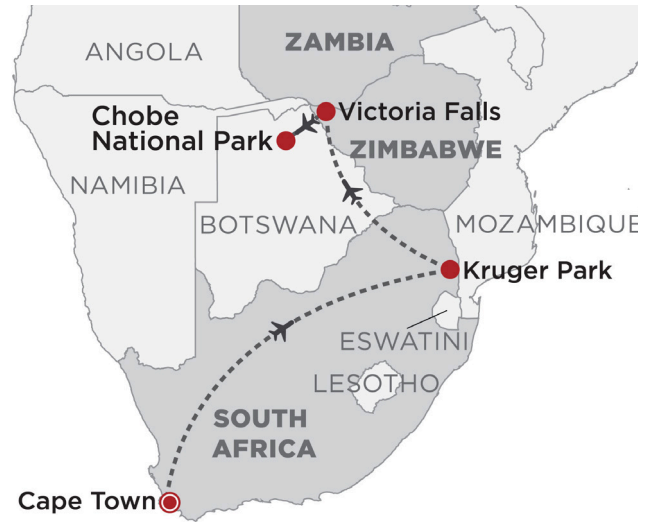 ANGOLA
ZAMBIA
Chobe
National Park
Victoria Falls
ZIMBABWE
NAMIBIA
BOTSWANA
MOZAMBIQUE
Kruger Park
ESWATINI
LESOTHO
SOUTH
AFRICA
Cape Town